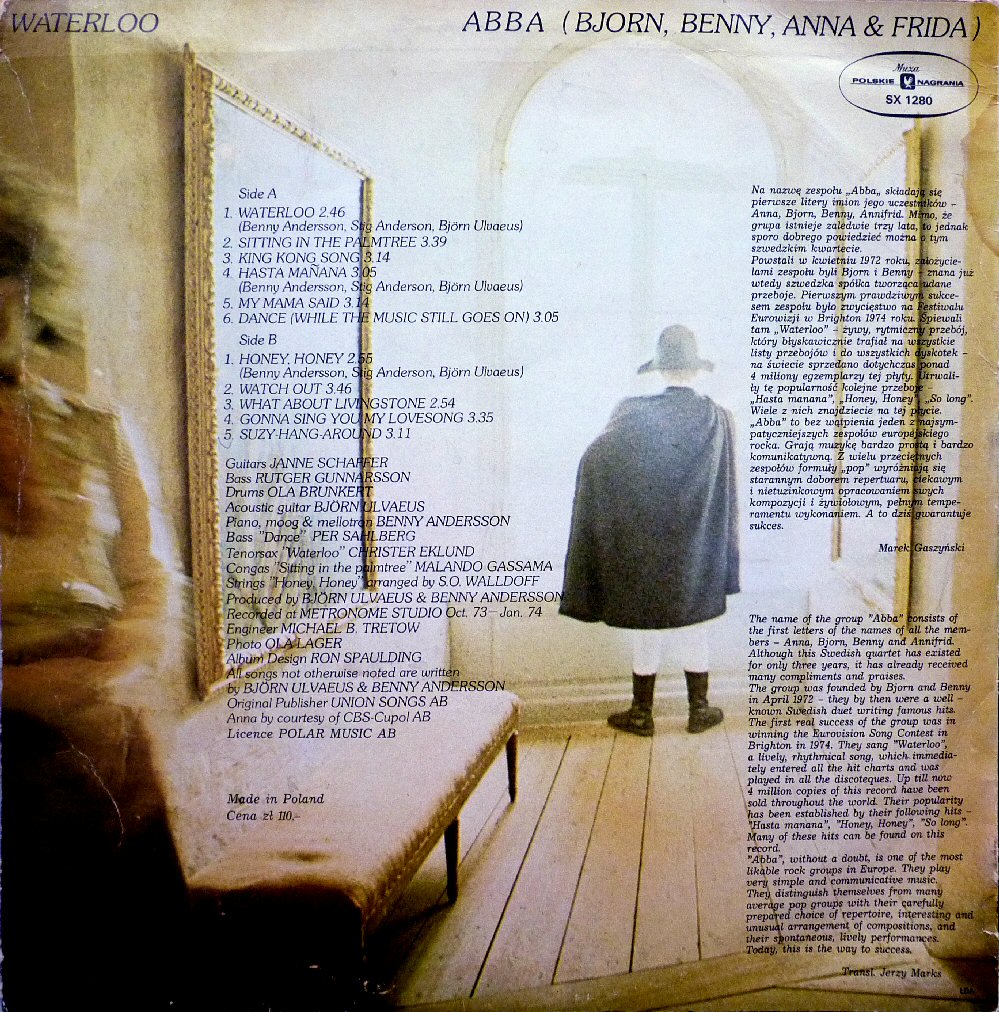 WATERLOO
ABBA (BJORN, BENNY, ANNA & FRIDA)
Muza
POLSKIE NAGRANIA
SX 1280
Side A
1. WATERLOO 2.46
(Benny Andersson, Stig Anderson, Björn Ulvaeus)
2. SITTING IN THE PALMTREE 3.39
3. KING KONG SONG 3.14
4. HASTA MAÑANA 3.05
(Benny Andersson, Stig Anderson, Björn Ulvaeus)
5. MY MAMA SAID 3.14
6. DANCE (WHILE THE MUSIC STILL GOES ON) 3.05
Side B
1. HONEY, HONEY 2.55
(Benny Andersson, Stig Anderson, Björn Ulvaeus)
2. WATCH OUT 3.46
3. WHAT ABOUT LIVINGSTONE 2.54
4. GONNA SING YOU MY LOVESONG 3.35
5. SUZY-HANG-AROUND 3.11
Guitars JANNE SCHAFFER
Bass RUTGER GUNNARSSON
Drums OLA BRUNKERT
Acoustic guitar BJÖRN ULVAEUS
Piano, moog & mellotron BENNY ANDERSSON
Bass "Dance" PER SAHLBERG
Tenorsax "Waterloo" CHRISTER EKLUND
Congas "Sitting in the palmtree" MALANDO GASSAMA
Strings "Honey, Honey" arranged by S.O. WALLDOFF
Produced by BJÖRN ULVAEUS & BENNY ANDERSSON
Recorded at METRONOME STUDIO Oct. 73–Jan. 74
Engineer MICHAEL B. TRETOW
Photo OLA LAGER
Album Design RON SPAULDING
All songs not otherwise noted are written
by BJÖRN ULVAEUS & BENNY ANDERSSON
Original Publisher UNION SONGS AB
Anna by courtesy of CBS-Cupol AB
Licence POLAR MUSIC AB
Made in Poland
Cena zł 110,-
Na nazwę zespołu „Abba„ składają się
pierwsze litery imion jego uczestników –
Anna, Bjorn, Benny, Annifrid. Mimo, że
grupa istnieje zaledwie trzy lata, to jednak
sporo dobrego powiedzieć można o tym
szwedzkim kwartecie.
Powstali w kwietniu 1972 roku, założycie-
lami zespołu byli Bjorn i Benny – znana już
wtedy szwedzka spółka tworząca udane
przeboje. Pierwszym prawdziwym sukce-
sem zespołu było zwycięstwo na Festiwalu
Eurowizji w Brighton 1974 roku. Śpiewali
tam „Waterloo" – żywy, rytmiczny przebój,
który błyskawicznie trafiał na wszystkie
listy przebojów i do wszystkich dyskotek –
na świecie sprzedano dotychczas ponad
4 miliony egzemplarzy tej płyty. Utrwali-
ły tę popularność kolejne przeboje –
„Hasta manana", „Honey, Honey", „So long".
Wiele z nich znajdziecie na tej płycie.
„Abba" to bez wątpienia jeden z najsym-
patyczniejszych zespołów europejskiego
rocka. Grają muzykę bardzo prostą i bardzo
komunikatywną. Z wielu przeciętnych
zespołów formuły „pop" wyróżniają się
starannym doborem repertuaru, ciekawym
i nietuzinkowym opracowaniem swych
kompozycji i żywiołowym, pełnym tempe-
ramentu wykonaniem. A to dziś gwarantuje
sukces.
Marek Gaszyński
The name of the group "Abba" consists of
the first letters of the names of all the mem-
bers – Anna, Bjorn, Benny and Annifrid.
Although this Swedish quartet has existed
for only three years, it has already received
many compliments and praises.
The group was founded by Bjorn and Benny
in April 1972 – they by then were a well –
known Swedish duet writing famous hits.
The first real success of the group was in
winning the Eurovision Song Contest in
Brighton in 1974. They sang "Waterloo",
a lively, rhythmical song, which immedia-
tely entered all the hit charts and was
played in all the discoteques. Up till now
4 million copies of this record have been
sold throughout the world. Their popularity
has been established by their following hits –
"Hasta manana", "Honey, Honey", "So long".
Many of these hits can be found on this
record.
"Abba", without a doubt, is one of the most
likable rock groups in Europe. They play
very simple and communicative music.
They distinguish themselves from many
average pop groups with their carefully
prepared choice of repertoire, interesting and
unusual arrangement of compositions, and
their spontaneous, lively performances.
Today, this is the way to success.
Transl. Jerzy Marks